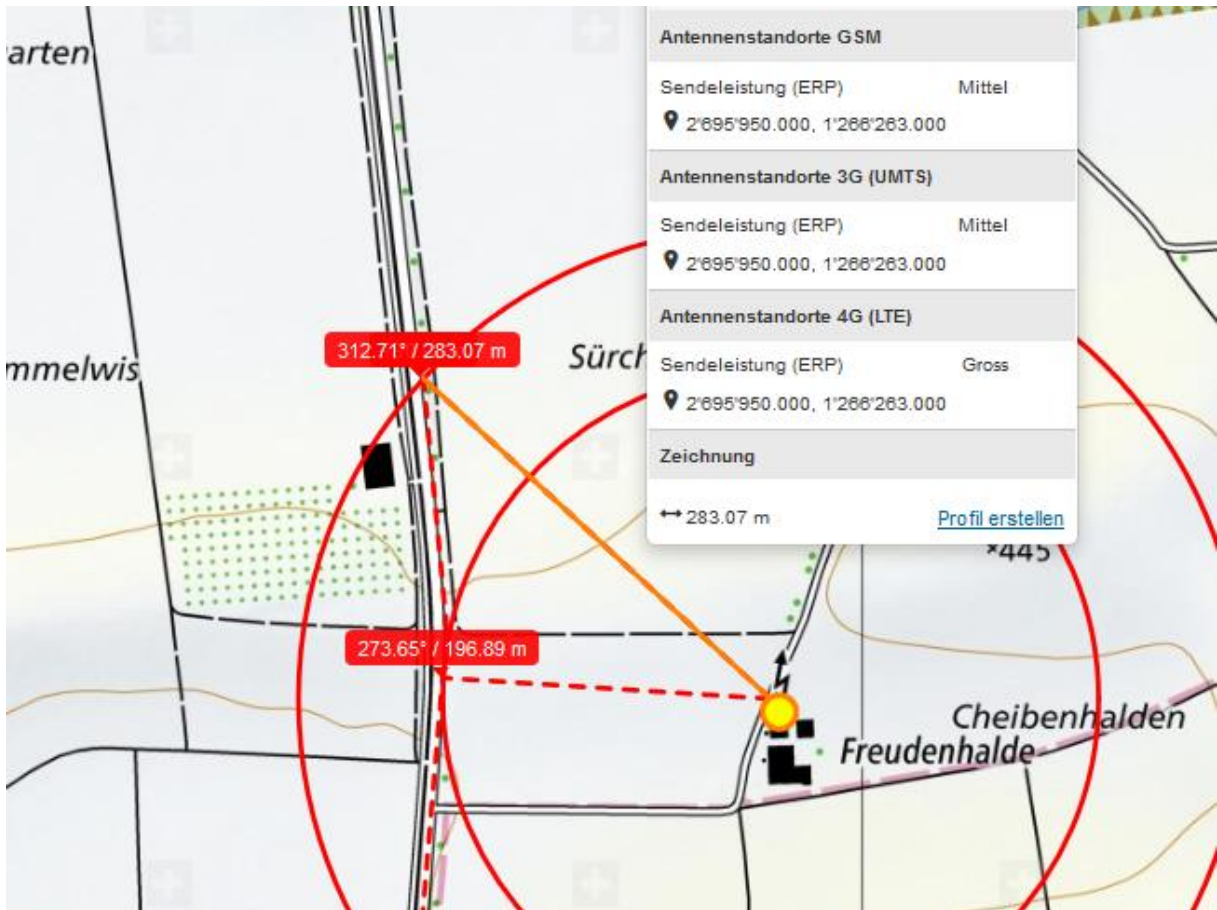 arten
Antennenstandorte GSM
Sendeleistung (ERP) Mittel
2'695'950.000, 1'266'263.000
Antennenstandorte 3G (UMTS)
Sendeleistung (ERP) Mittel
2'695'950.000, 1'266'263.000
Antennenstandorte 4G (LTE)
Sendeleistung (ERP) Gross
2'695'950.000, 1'266'263.000
Zeichnung
↔ 283.07 m Profil erstellen
312.71° / 283.07 m
Sürch
mmelwis
×445
273.65° / 196.89 m
Cheibenhalden
Freudenhalde